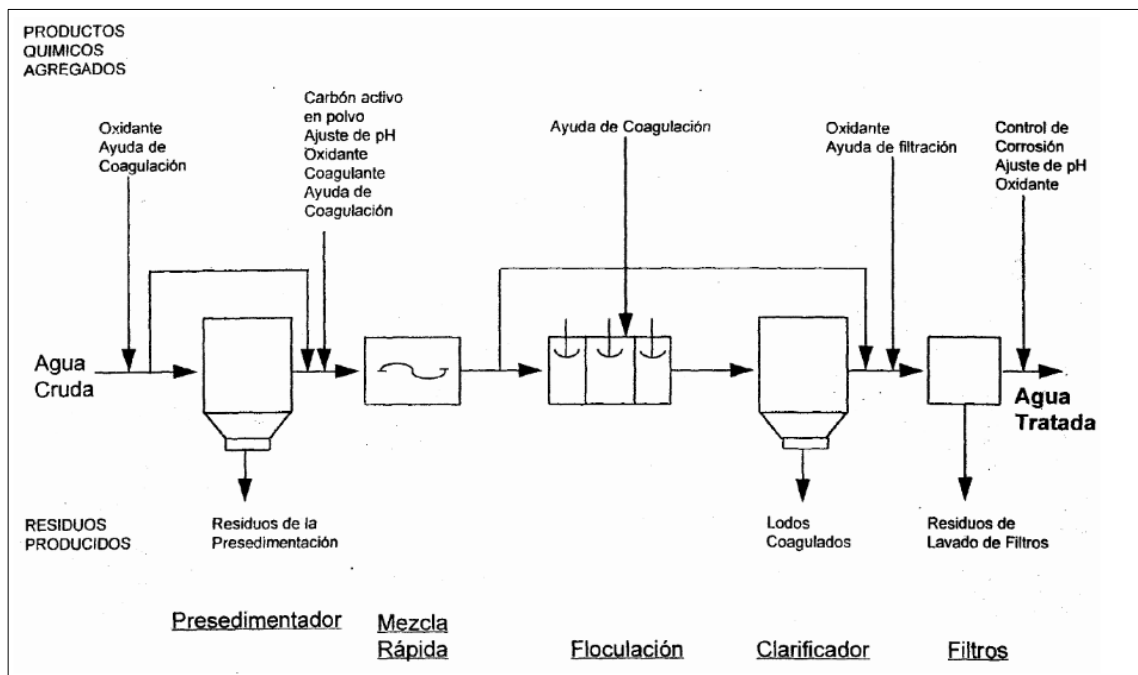 PRODUCTOS
QUIMICOS
AGREGADOS
Oxidante
Ayuda de
Coagulación
Carbón activo
en polvo
Ajuste de pH
Oxidante
Coagulante
Ayuda de
Coagulación
Ayuda de Coagulación
Oxidante
Ayuda de filtración
Control de
Corrosión
Ajuste de pH
Oxidante
Agua
Cruda
Agua
Tratada
RESIDUOS
PRODUCIDOS
Residuos de la
Presedimentación
Lodos
Coagulados
Residuos de
Lavado de Filtros
Presedimentador
Mezcla
Rápida
Floculación
Clarificador
Filtros